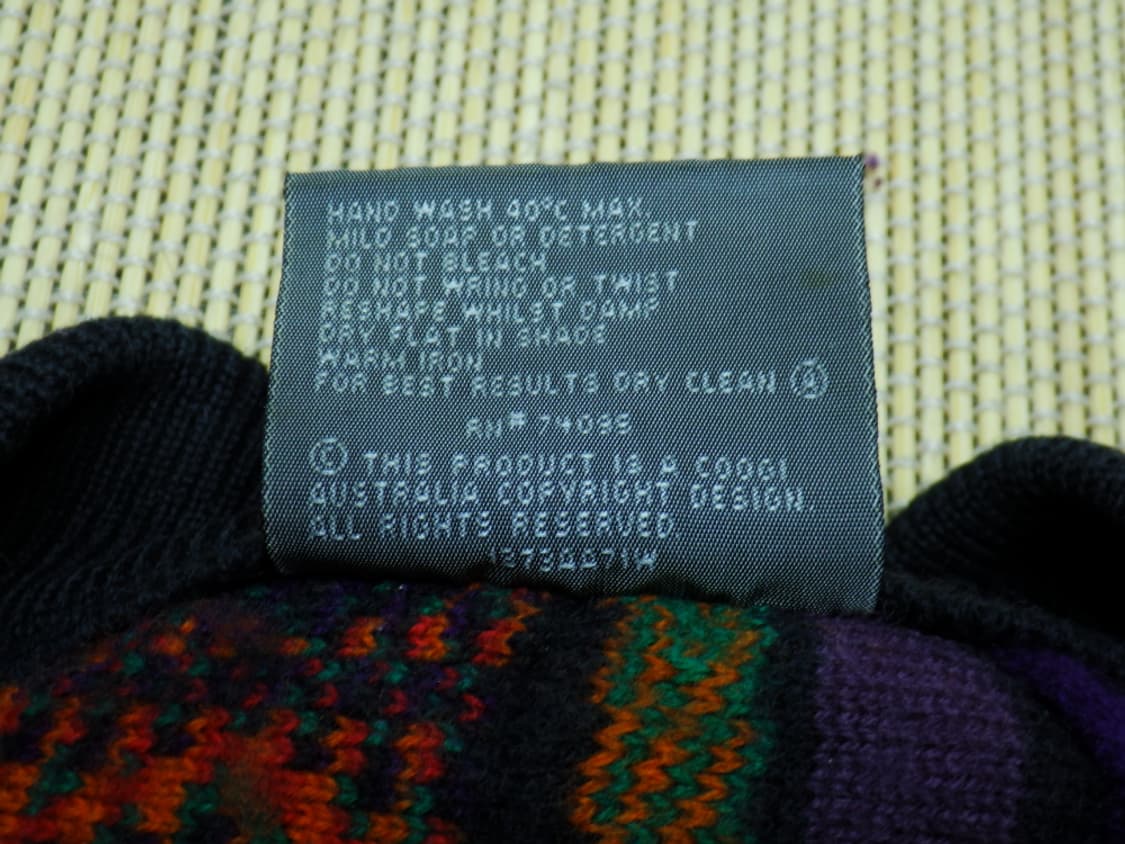 HAND WASH 40°C MAX.
MILD SOAP OR DETERGENT
DO NOT BLEACH
DO NOT WRING OR TWIST
RESHAPE WHILST DAMP
DRY FLAT IN SHADE
WARM IRON
FOR BEST RESULTS DRY CLEAN Ⓐ
RN# 74095
© THIS PRODUCT IS A COOGI
AUSTRALIA COPYRIGHT DESIGN.
ALL RIGHTS RESERVED